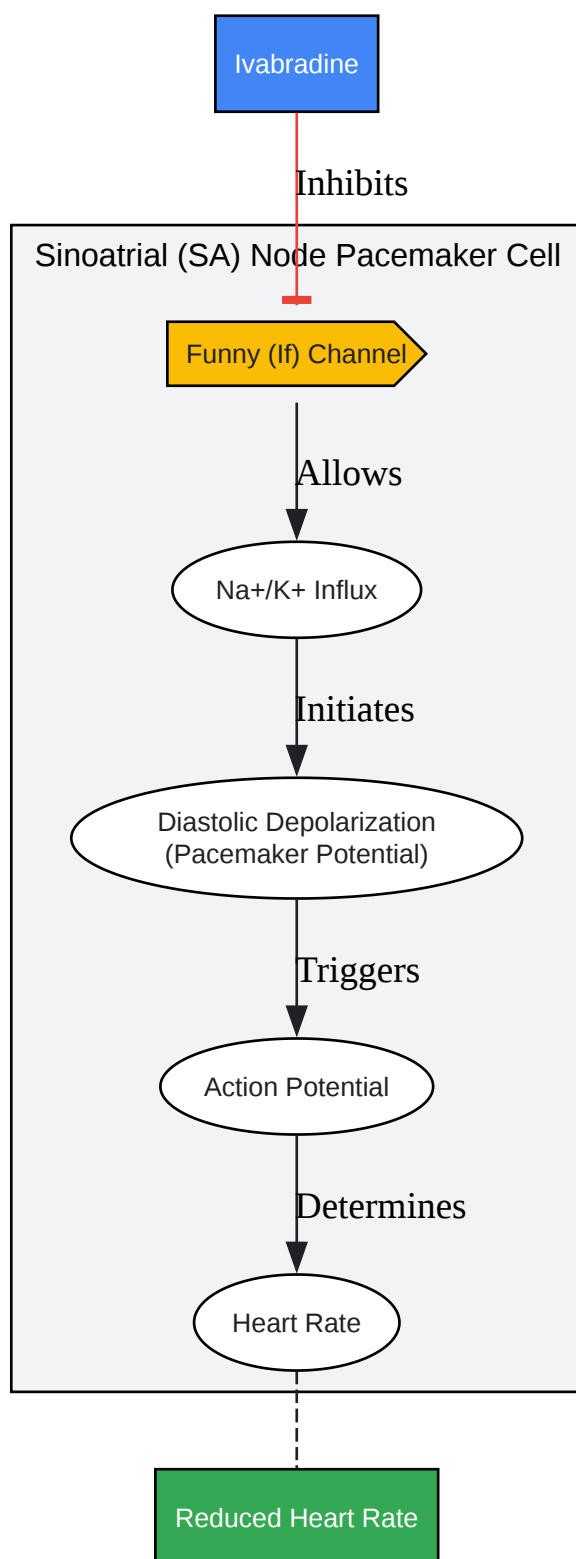 Ivabradine
Inhibits
Sinoatrial (SA) Node Pacemaker Cell
Funny (If) Channel
Allows
Na+/K+ Influx
Initiates
Diastolic Depolarization
(Pacemaker Potential)
Triggers
Action Potential
Determines
Heart Rate
Reduced Heart Rate